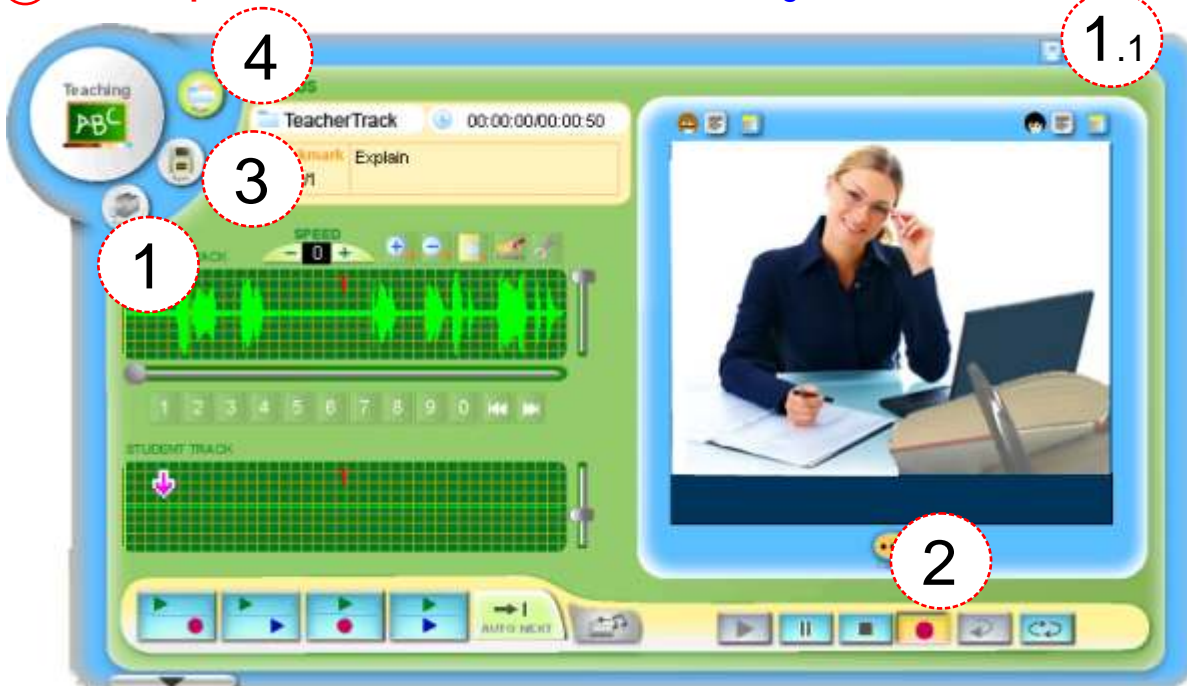 4
1.1
Teaching
ABC
TeacherTrack 00:00:00/00:00:50
Explain
3
1
SPEED
- 0 +
1 2 3 4 5 6 7 8 9 0
STUDENT TRACK
2
AUTO NEXT